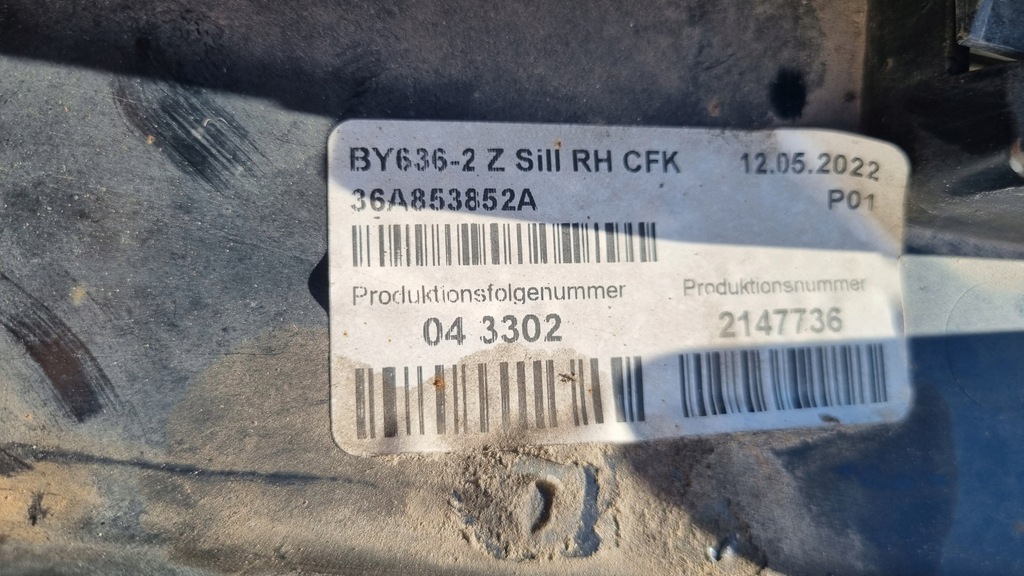 BY636-2 Z Sill RH CFK 12.05.2022
36A853852A P01
Produktionsfolgenummer Produktionsnummer
04 3302 2147736